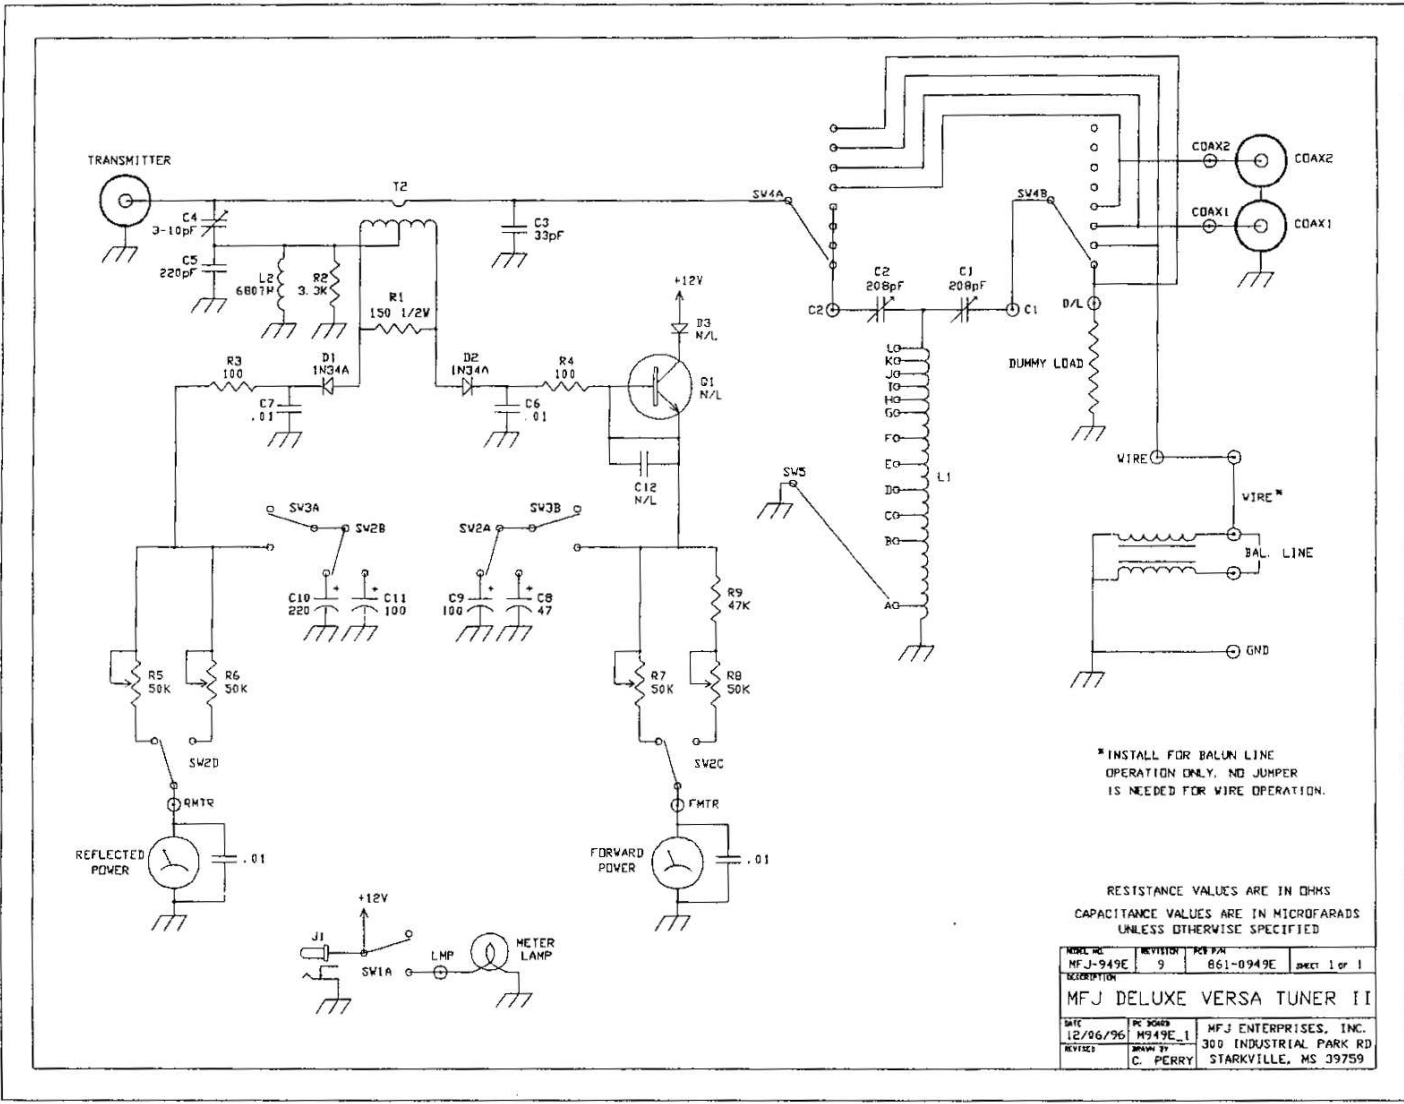 TRANSMITTER
C4
3-10pF
C5
220pF
L2
R2
3.3K
T2
R1
150 1/2W
C3
33pF
+12V
D3
N/L
Q1
N/L
R3
100
D1
1N34A
C7
.01
D2
1N34A
R4
100
C6
.01
C12
N/L
SW4A
SW4B
C2
208pF
C1
208pF
C2
C1
COAX2
COAX2
COAX1
COAX1
D/L
DUMMY LOAD
L
K
J
I
H
G
F
E
D
C
B
A
L1
SW5
WIRE
WIRE*
BAL. LINE
GND
SW3A
SW2B
SW2A
SW3B
C10
220
+
C11
100
+
C9
100
+
C8
47
+
R9
47K
R5
50K
R6
50K
R7
50K
R8
50K
SW2D
SW2C
RMTR
FMTR
REFLECTED
POWER
.01
FORWARD
POWER
.01
+12V
J1
SW1A
LMP
METER
LAMP
*INSTALL FOR BALUN LINE
OPERATION ONLY. NO JUMPER
IS NEEDED FOR WIRE OPERATION.
RESISTANCE VALUES ARE IN OHMS
CAPACITANCE VALUES ARE IN MICROFARADS
UNLESS OTHERWISE SPECIFIED
MODEL NO. REVISION PCB P/N
MFJ-949E 9 861-0949E SHEET 1 OF 1
DESCRIPTION
MFJ DELUXE VERSA TUNER II
DATE PC BOARD
12/06/96 M949E_1
REVISED DRAWN BY
C. PERRY
MFJ ENTERPRISES, INC.
300 INDUSTRIAL PARK RD
STARKVILLE, MS 39759